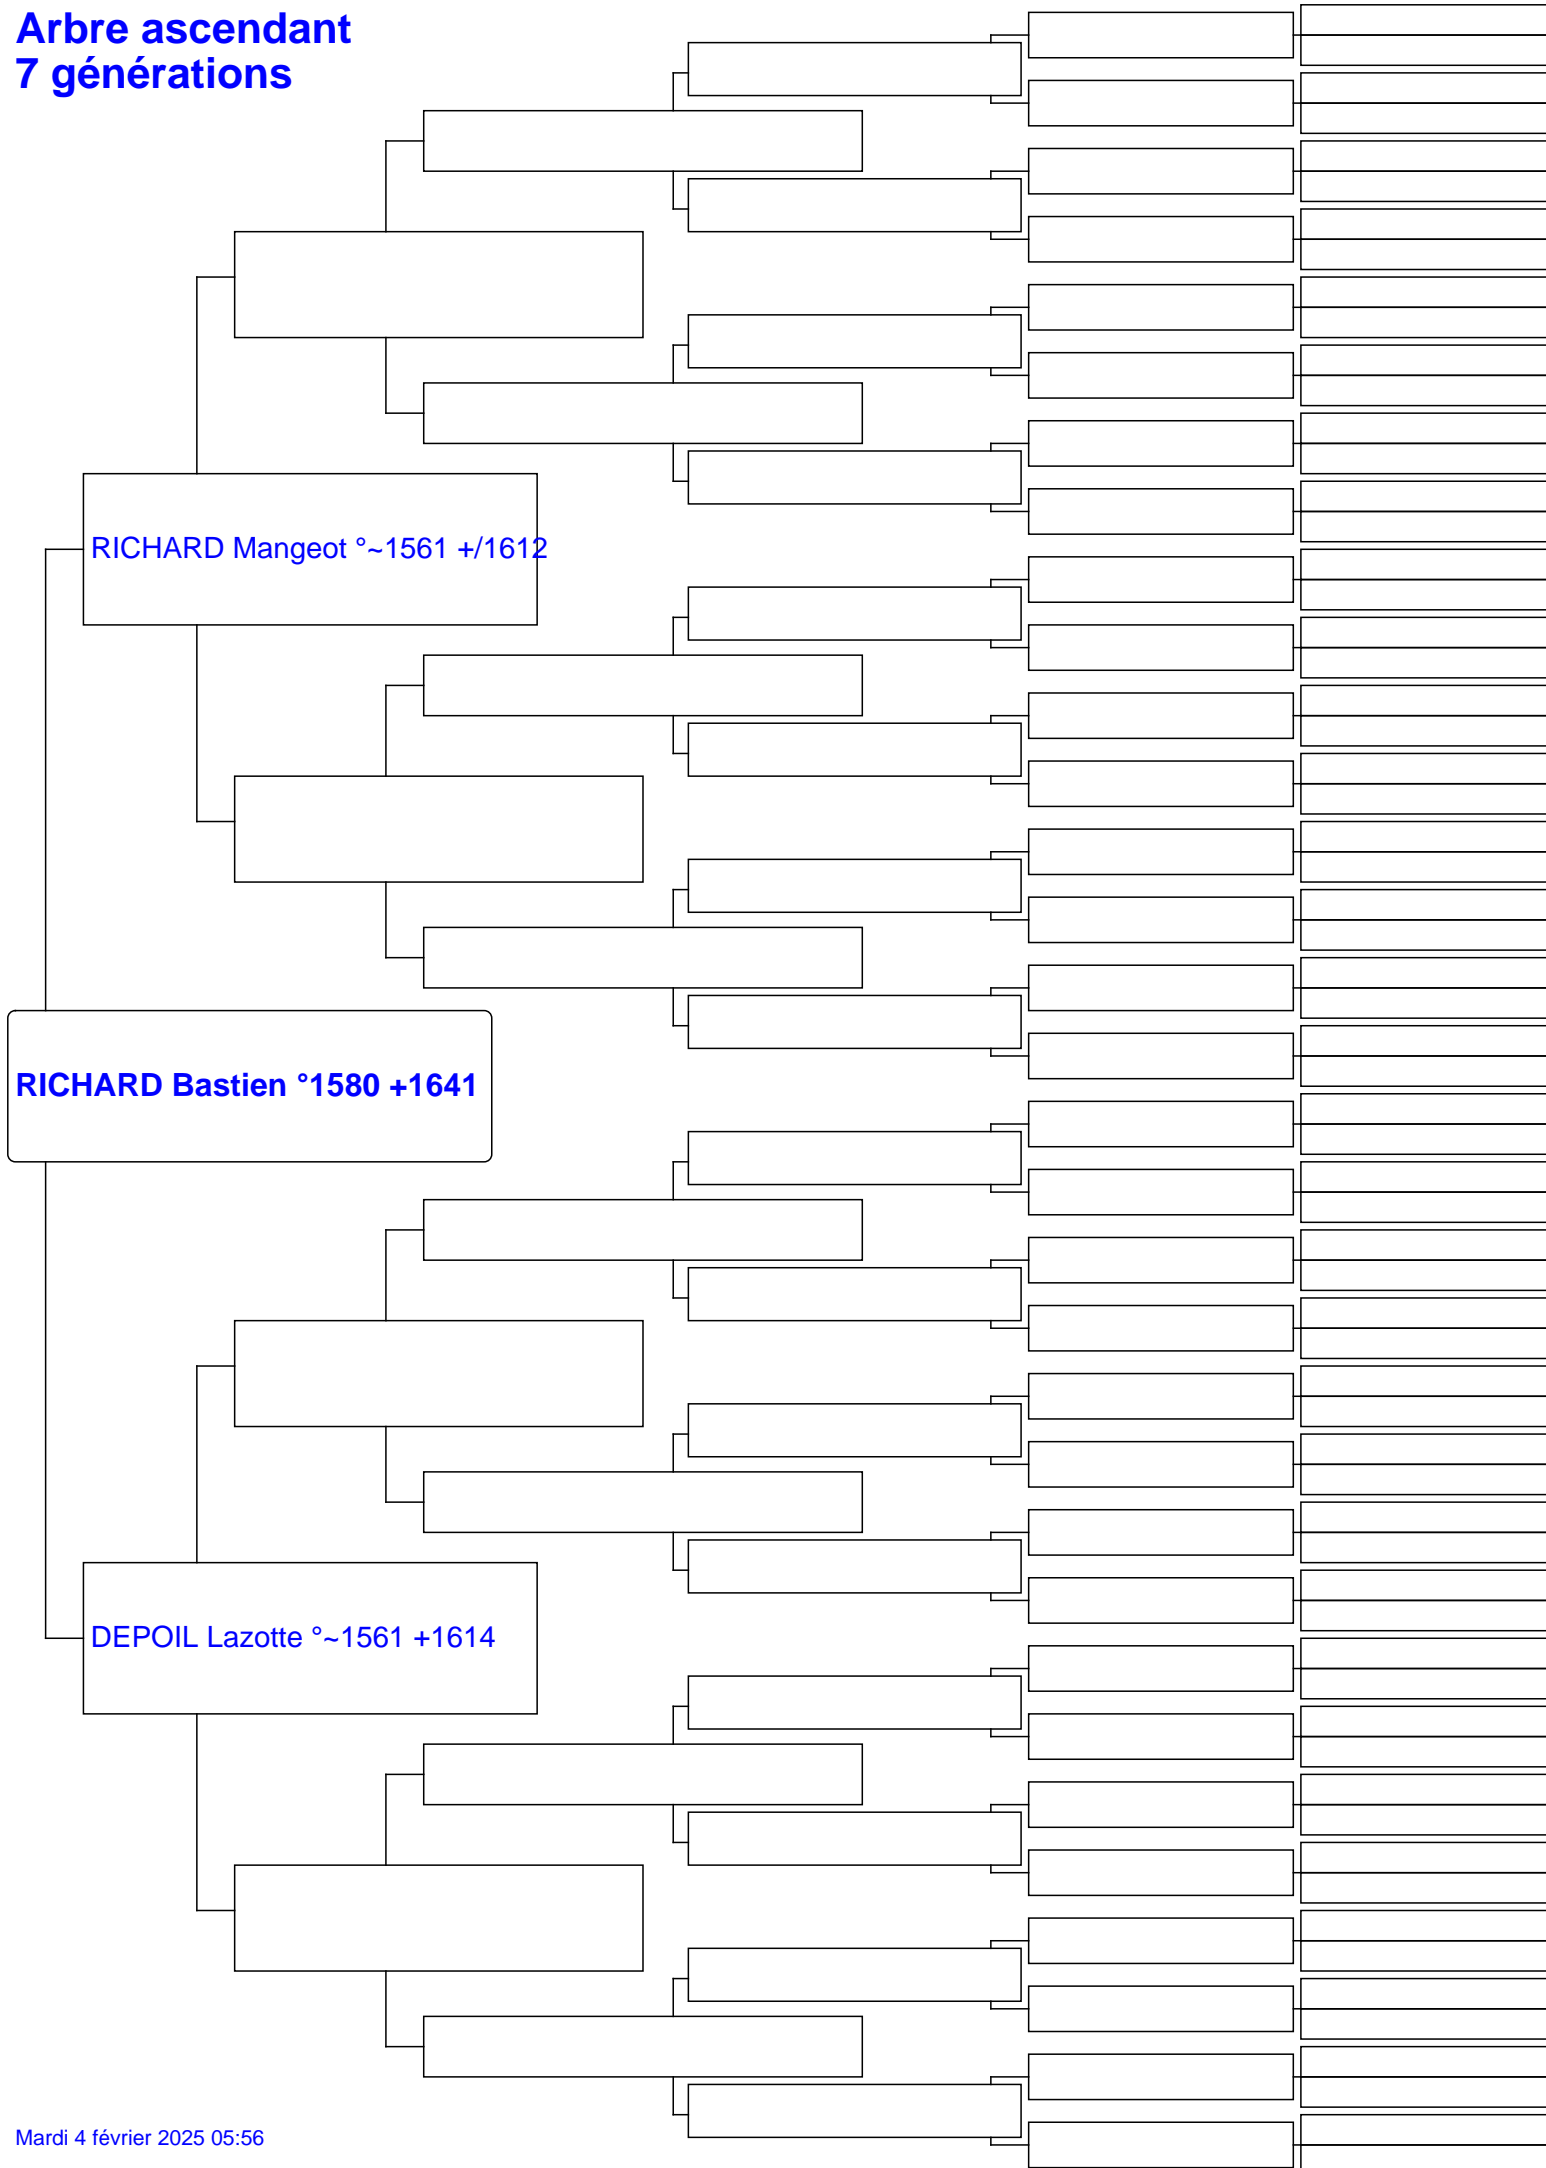 Arbre ascendant
7 générations
RICHARD Mangeot °~1561 +/1612
RICHARD Bastien °1580 +1641
DEPOIL Lazotte °~1561 +1614
Mardi 4 février 2025 05:56